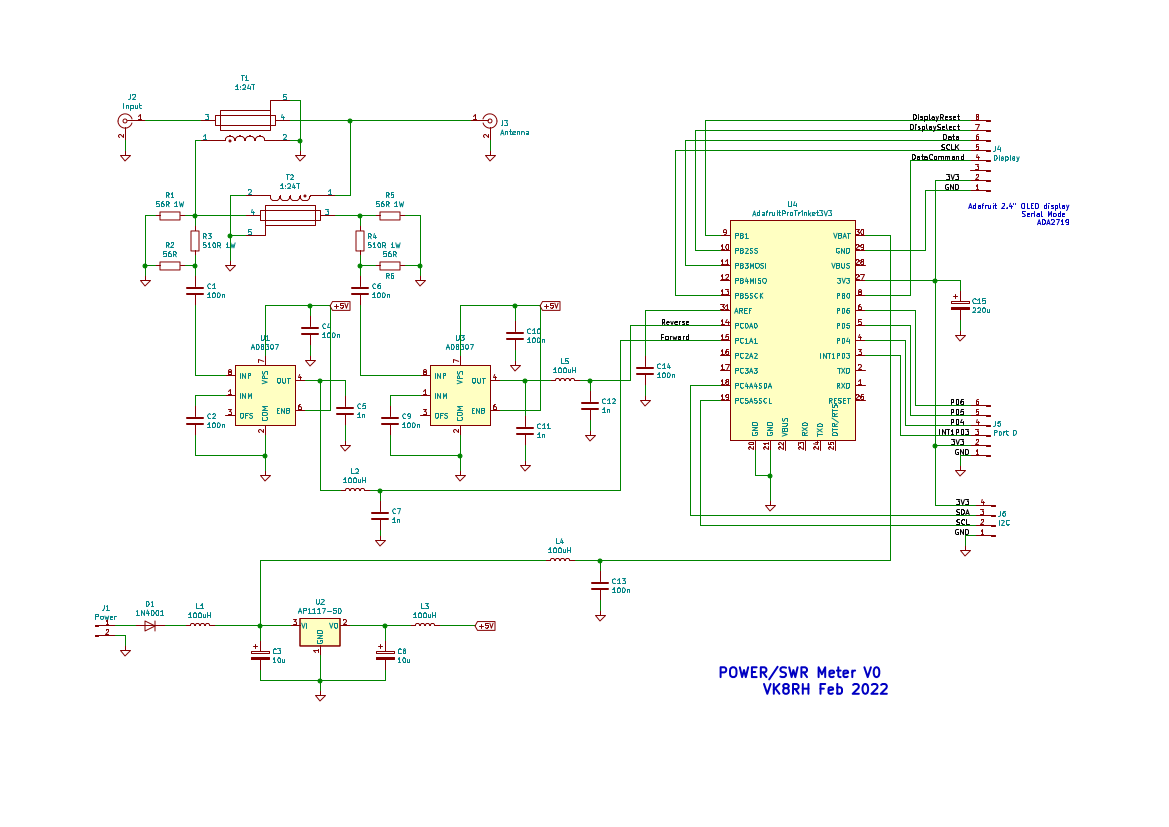 T1
1:24T
J2
Input
1
2
3
4
5
1
2
1
2
J3
Antenna
T2
1:24T
2
1
4
3
5
R1
56R 1W
R2
56R
R3
510R 1W
R5
56R 1W
R4
510R 1W
56R
R6
C1
100n
C6
100n
+5V
C4
100n
+5V
C10
100n
U1
AD8307
7
8 INP
1 INM
3 OFS
VPS
COM
OUT 4
ENB 6
2
C2
100n
C5
1n
U3
AD8307
7
8 INP
1 INM
3 OFS
VPS
COM
OUT 4
ENB 6
2
C9
100n
C11
1n
L5
100uH
C12
1n
L2
100uH
C7
1n
Reverse
Forward
C14
100n
U4
AdafruitProTrinket3V3
9 PB1
10 PB2SS
11 PB3MOSI
12 PB4MISO
13 PB5SCK
31 AREF
14 PC0A0
15 PC1A1
16 PC2A2
17 PC3A3
18 PC4A4SDA
19 PC5A5SCL
VBAT 30
GND 29
VBUS 28
3V3 27
PB0 8
PD6 6
PD5 5
PD4 4
INT1PD3 3
TXD 2
RXD 1
RESET 26
GND
GND
VBUS
RXD
TXD
DTR/RTS
20
21
22
23
24
25
DisplayReset 8
DisplaySelect 7
Data 6
SCLK 5
DataCommand 4
3
3V3 2
GND 1
J4
Display
Adafruit 2.4" OLED display
Serial Mode
ADA2719
+
C15
220u
PD6 6
PD5 5
PD4 4
INT1PD3 3
3V3 2
GND 1
J5
Port D
3V3 4
SDA 3
SCL 2
GND 1
J6
I2C
L4
100uH
C13
100n
J1
Power
1
2
D1
1N4001
L1
100uH
U2
AP1117-50
3 VI
VO 2
GND
1
L3
100uH
+5V
+
C3
10u
+
C8
10u
POWER/SWR Meter V0
VK8RH Feb 2022